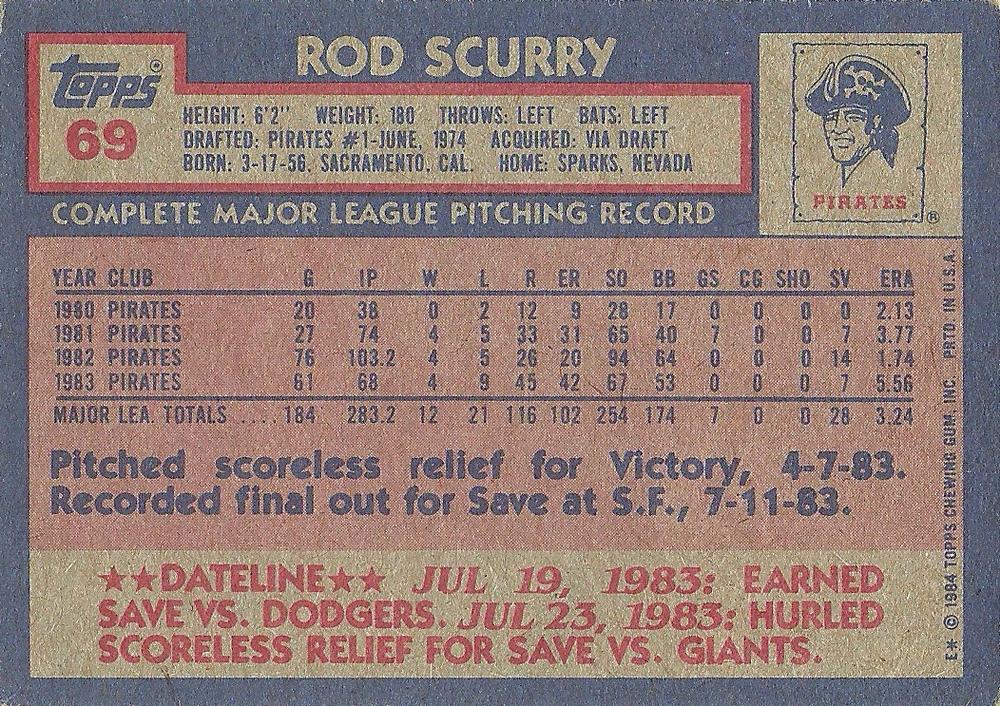 ROD SCURRY
TOPPS®
69
HEIGHT: 6'2" WEIGHT: 180 THROWS: LEFT BATS: LEFT
DRAFTED: PIRATES #1-JUNE, 1974 ACQUIRED: VIA DRAFT
BORN: 3-17-56, SACRAMENTO, CAL. HOME: SPARKS, NEVADA
PIRATES ®
COMPLETE MAJOR LEAGUE PITCHING RECORD
YEAR CLUB G IP W L R ER SO BB GS CG SHO SV ERA
1980 PIRATES 20 38 0 2 12 9 28 17 0 0 0 0 2.13
1981 PIRATES 27 74 4 5 33 31 65 40 7 0 0 7 3.77
1982 PIRATES 76 103.2 4 5 26 20 94 64 0 0 0 14 1.74
1983 PIRATES 61 68 4 9 45 42 67 53 0 0 0 7 5.56
MAJOR LEA. TOTALS .... 184 283.2 12 21 116 102 254 174 7 0 0 28 3.24
Pitched scoreless relief for Victory, 4-7-83.
Recorded final out for Save at S.F., 7-11-83.
★★DATELINE★★ JUL 19, 1983: EARNED
SAVE VS. DODGERS. JUL 23, 1983: HURLED
SCORELESS RELIEF FOR SAVE VS. GIANTS.
E* © 1984 TOPPS CHEWING GUM, INC. PRTD. IN U.S.A.